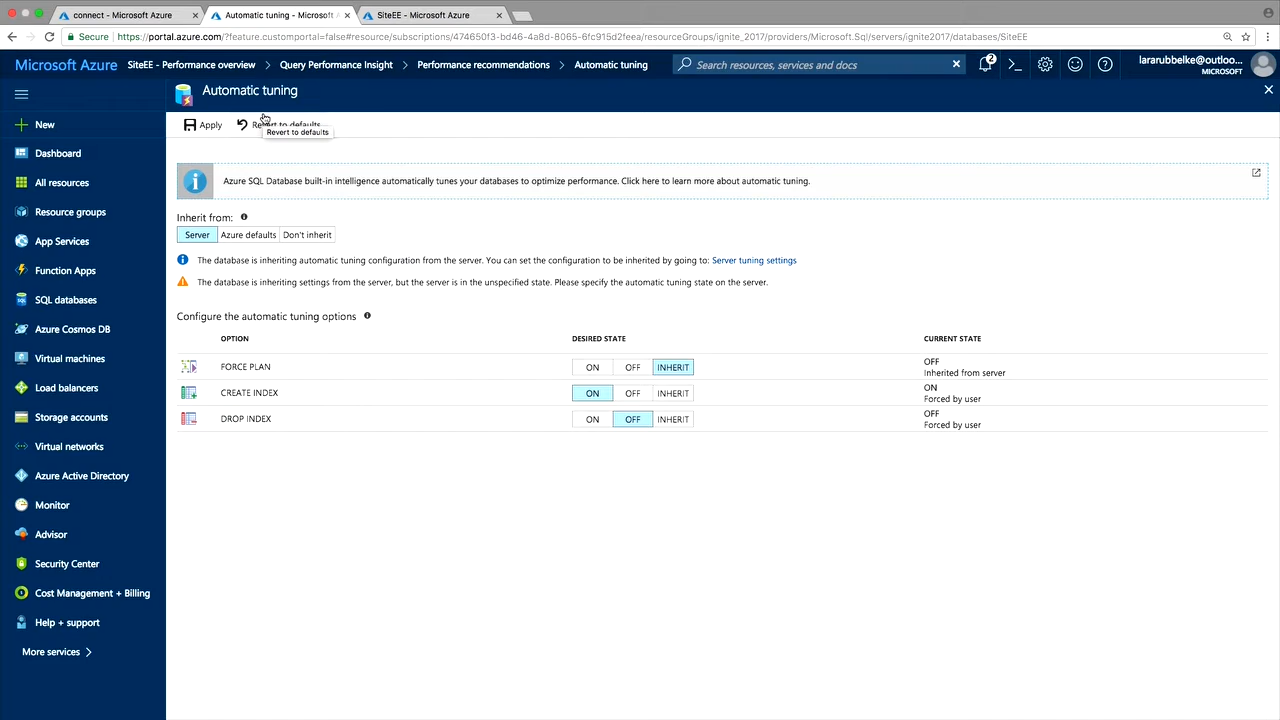 connect - Microsoft Azure
Automatic tuning - Microsoft
SiteEE - Microsoft Azure
Secure
https://portal.azure.com/?feature.customportal=false#resource/subscriptions/474650f3-bd46-4a8d-8065-6fc915d2feea/resourceGroups/ignite_2017/providers/Microsoft.Sql/servers/ignite2017/databases/SiteEE
Microsoft Azure
SiteEE - Performance overview
Query Performance Insight
Performance recommendations
Automatic tuning
Search resources, services and docs
2
lararubbelke@outloo...
MICROSOFT
Automatic tuning
Apply
Revert to defaults
Revert to defaults
New
Dashboard
All resources
Resource groups
App Services
Function Apps
SQL databases
Azure Cosmos DB
Virtual machines
Load balancers
Storage accounts
Virtual networks
Azure Active Directory
Monitor
Advisor
Security Center
Cost Management + Billing
Help + support
More services
Azure SQL Database built-in intelligence automatically tunes your databases to optimize performance. Click here to learn more about automatic tuning.
Inherit from:
Server Azure defaults Don't inherit
The database is inheriting automatic tuning configuration from the server. You can set the configuration to be inherited by going to: Server tuning settings
The database is inheriting settings from the server, but the server is in the unspecified state. Please specify the automatic tuning state on the server.
Configure the automatic tuning options
OPTION DESIRED STATE CURRENT STATE
FORCE PLAN ON OFF INHERIT OFF
Inherited from server
CREATE INDEX ON OFF INHERIT ON
Forced by user
DROP INDEX ON OFF INHERIT OFF
Forced by user